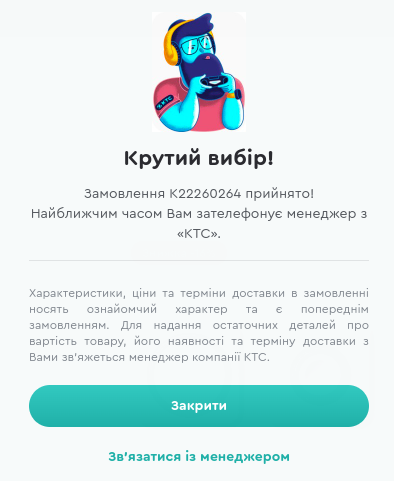 КТС
Крутий вибір!
Замовлення K22260264 прийнято!
Найближчим часом Вам зателефонує менеджер з
«КТС».
Характеристики, ціни та терміни доставки в замовленні
носять ознайомчий характер та є попереднім
замовленням. Для надання остаточних деталей про
вартість товару, його наявності та терміну доставки з
Вами зв'яжеться менеджер компанії КТС.
Закрити
Зв'язатися із менеджером